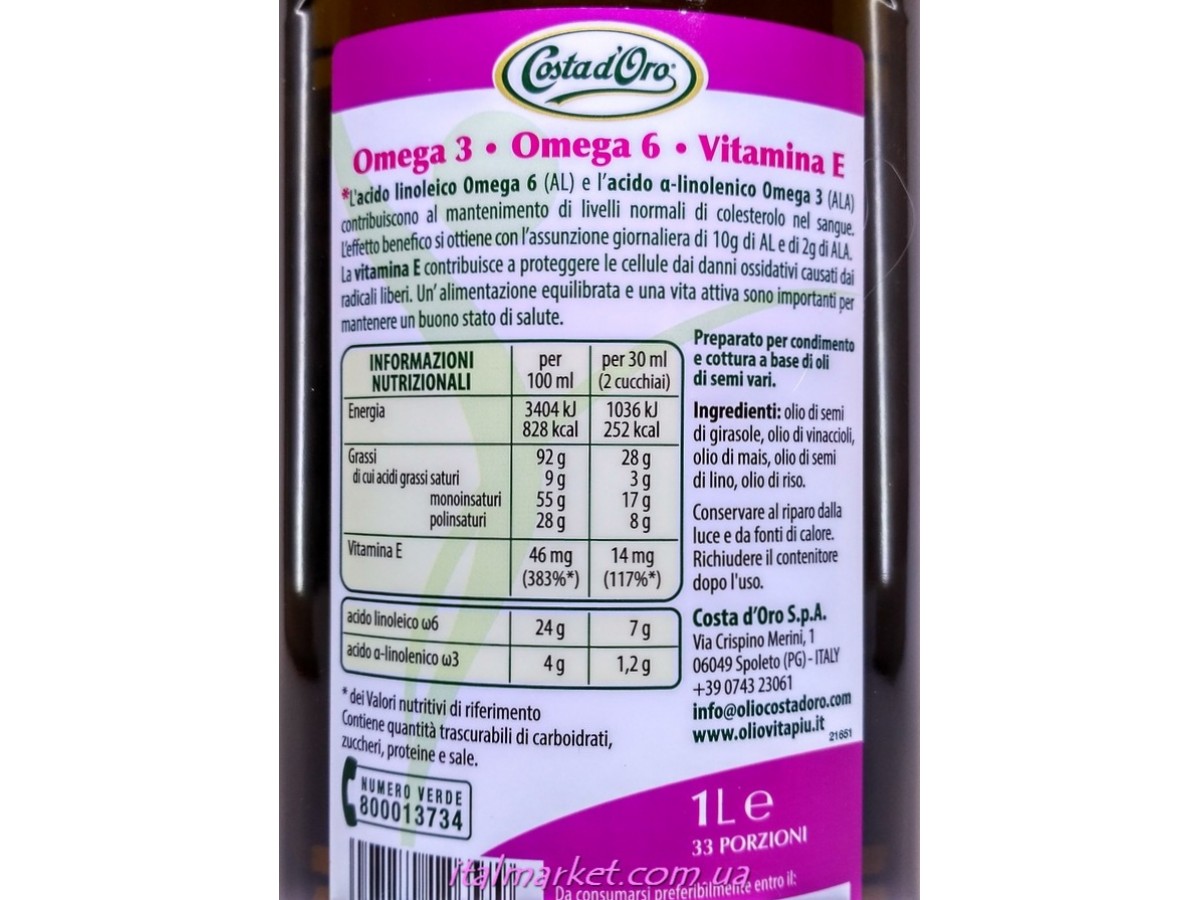 Costa d'Oro
Omega 3 • Omega 6 • Vitamina E
*L'acido linoleico Omega 6 (AL) e l'acido α-linolenico Omega 3 (ALA)
contribuiscono al mantenimento di livelli normali di colesterolo nel sangue.
L'effetto benefico si ottiene con l'assunzione giornaliera di 10g di AL e di 2g di ALA.
La vitamina E contribuisce a proteggere le cellule dai danni ossidativi causati dai
radicali liberi. Un' alimentazione equilibrata e una vita attiva sono importanti per
mantenere un buono stato di salute.
INFORMAZIONI
NUTRIZIONALI
per
100 ml
per 30 ml
(2 cucchiai)
Energia
3404 kJ 1036 kJ
828 kcal 252 kcal
Grassi 92 g 28 g
di cui acidi grassi saturi 9 g 3 g
monoinsaturi 55 g 17 g
polinsaturi 28 g 8 g
Vitamina E 46 mg 14 mg
(383%*) (117%*)
acido linoleico ω6 24 g 7 g
acido α-linolenico ω3 4 g 1,2 g
* dei Valori nutritivi di riferimento
Contiene quantità trascurabili di carboidrati,
zuccheri, proteine e sale.
NUMERO VERDE
800013734
Preparato per condimento
e cottura a base di oli
di semi vari.
Ingredienti: olio di semi
di girasole, olio di vinaccioli,
olio di mais, olio di semi
di lino, olio di riso.
Conservare al riparo dalla
luce e da fonti di calore.
Richiudere il contenitore
dopo l'uso.
Costa d'Oro S.p.A.
Via Crispino Merini, 1
06049 Spoleto (PG) - ITALY
+39 0743 23061
info@oliocostadoro.com
www.oliovitapiu.it
21651
1L e
33 PORZIONI
Da consumarsi preferibilmente entro il:
italmarket.com.ua